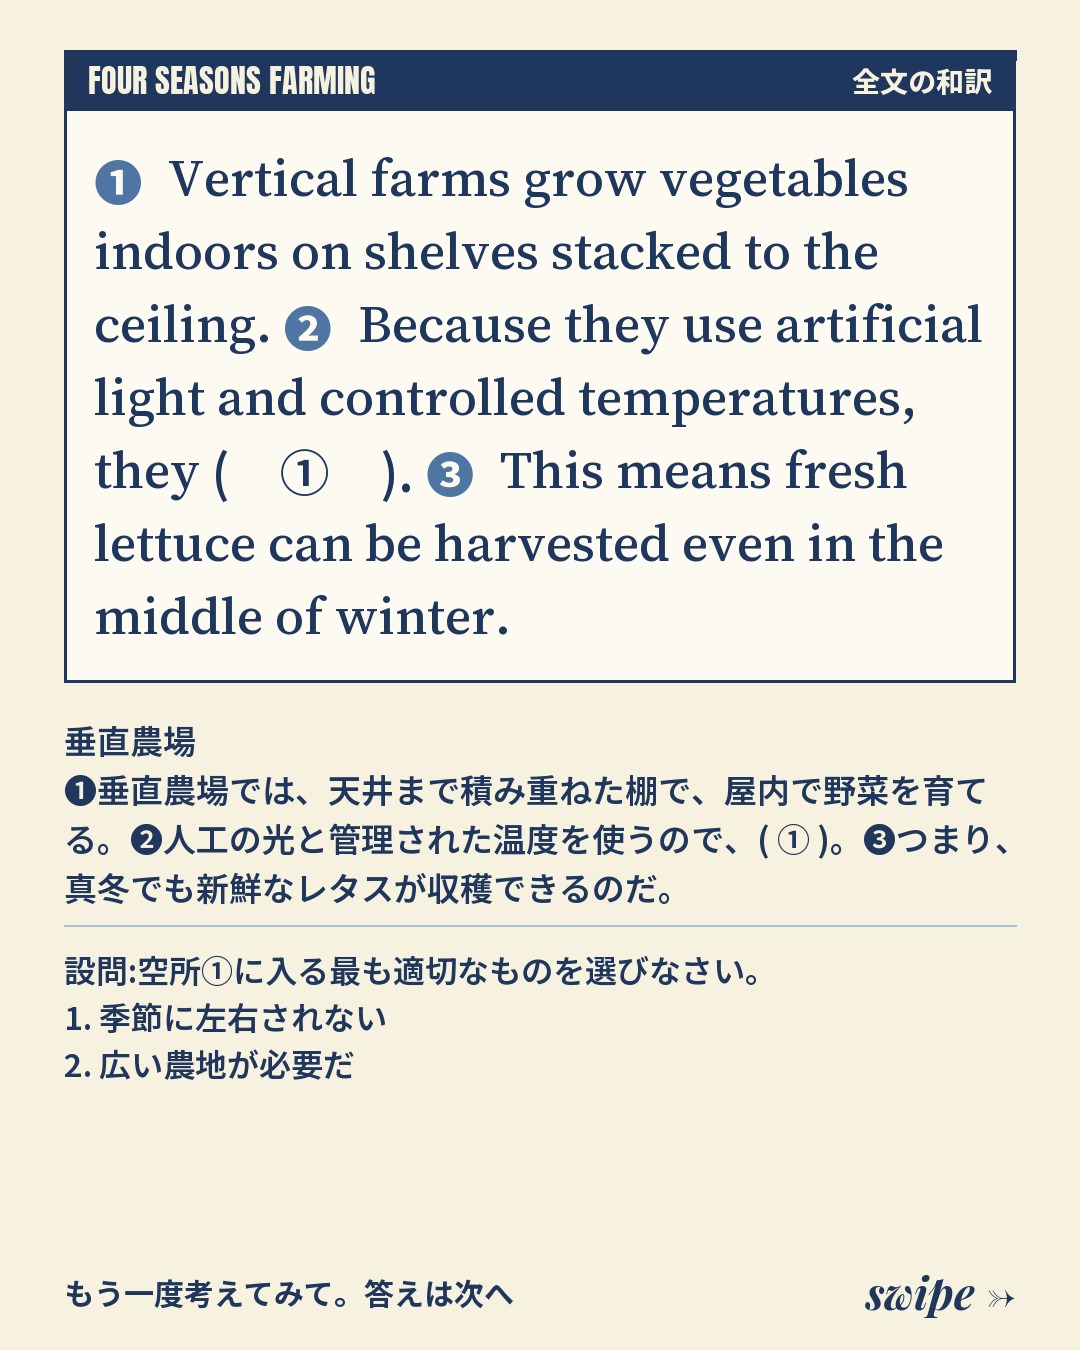 FOUR SEASONS FARMING 全文の和訳
❶ Vertical farms grow vegetables
indoors on shelves stacked to the
ceiling. ❷ Because they use artificial
light and controlled temperatures,
they ( ① ). ❸ This means fresh
lettuce can be harvested even in the
middle of winter.
垂直農場
❶垂直農場では、天井まで積み重ねた棚で、屋内で野菜を育て
る。❷人工の光と管理された温度を使うので、( ① )。❸つまり、
真冬でも新鮮なレタスが収穫できるのだ。
設問:空所①に入る最も適切なものを選びなさい。
1. 季節に左右されない
2. 広い農地が必要だ
もう一度考えてみて。答えは次へ swipe